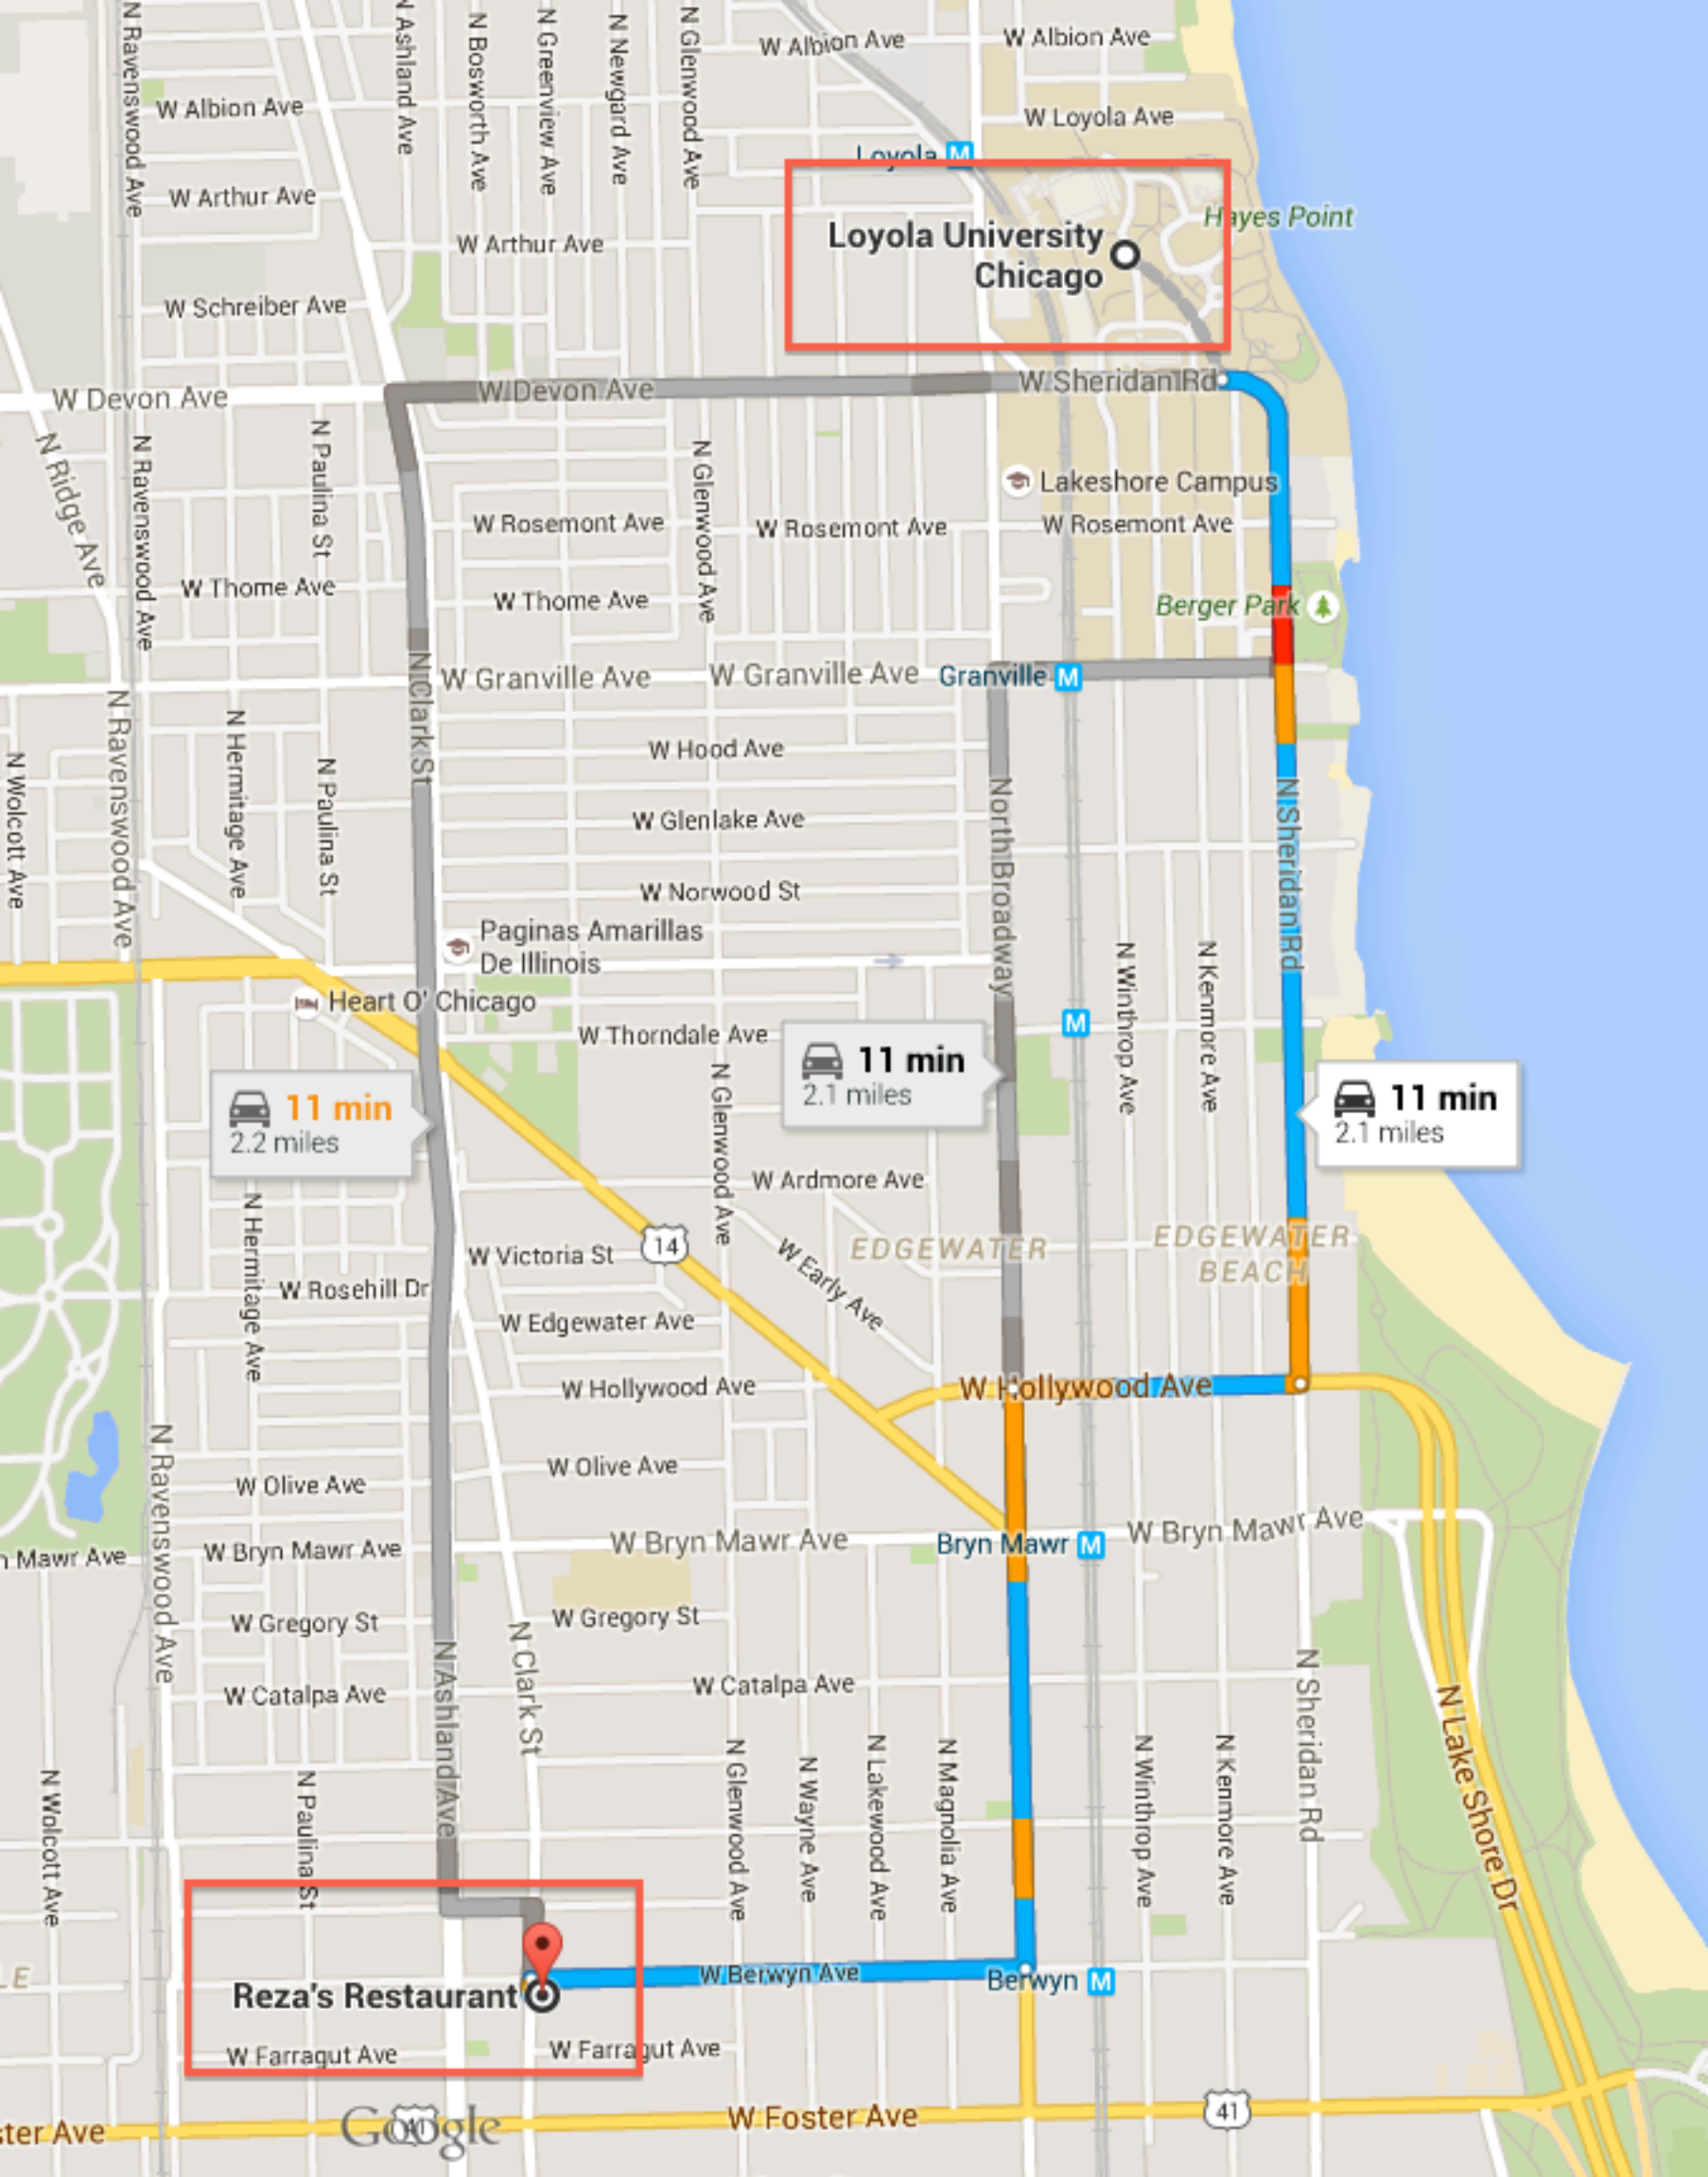 N Ravenswood Ave
N Ashland Ave
N Bosworth Ave
N Greenview Ave
N Newgard Ave
N Glenwood Ave
W Albion Ave
W Albion Ave
W Albion Ave
W Loyola Ave
Loyola M
W Arthur Ave
W Arthur Ave
Hayes Point
Loyola University
Chicago
W Schreiber Ave
W Devon Ave
W Devon Ave
W Sheridan Rd
N Ridge Ave
N Ravenswood Ave
N Paulina St
N Glenwood Ave
Lakeshore Campus
W Rosemont Ave
W Rosemont Ave
W Rosemont Ave
W Thome Ave
W Thome Ave
Berger Park
N Clark St
W Granville Ave
W Granville Ave
Granville M
N Ravenswood Ave
N Hermitage Ave
N Paulina St
N Wolcott Ave
W Hood Ave
North Broadway
N Sheridan Rd
W Glenlake Ave
W Norwood St
Paginas Amarillas
De Illinois
Heart O' Chicago
W Thorndale Ave
M
N Winthrop Ave
N Kenmore Ave
11 min
2.1 miles
11 min
2.2 miles
11 min
2.1 miles
N Glenwood Ave
W Ardmore Ave
N Hermitage Ave
W Victoria St
14
EDGEWATER
EDGEWATER
BEACH
W Early Ave
W Rosehill Dr
W Edgewater Ave
W Hollywood Ave
W Hollywood Ave
N Ravenswood Ave
W Olive Ave
W Olive Ave
n Mawr Ave
W Bryn Mawr Ave
W Bryn Mawr Ave
Bryn Mawr M
W Bryn Mawr Ave
W Gregory St
W Gregory St
N Ashland Ave
N Clark St
W Catalpa Ave
W Catalpa Ave
N Sheridan Rd
N Lake Shore Dr
N Wolcott Ave
N Paulina St
N Glenwood Ave
N Wayne Ave
N Lakewood Ave
N Magnolia Ave
N Winthrop Ave
N Kenmore Ave
LE
Reza's Restaurant
W Berwyn Ave
Berwyn M
W Farragut Ave
W Farragut Ave
ster Ave
41
Google
W Foster Ave
41